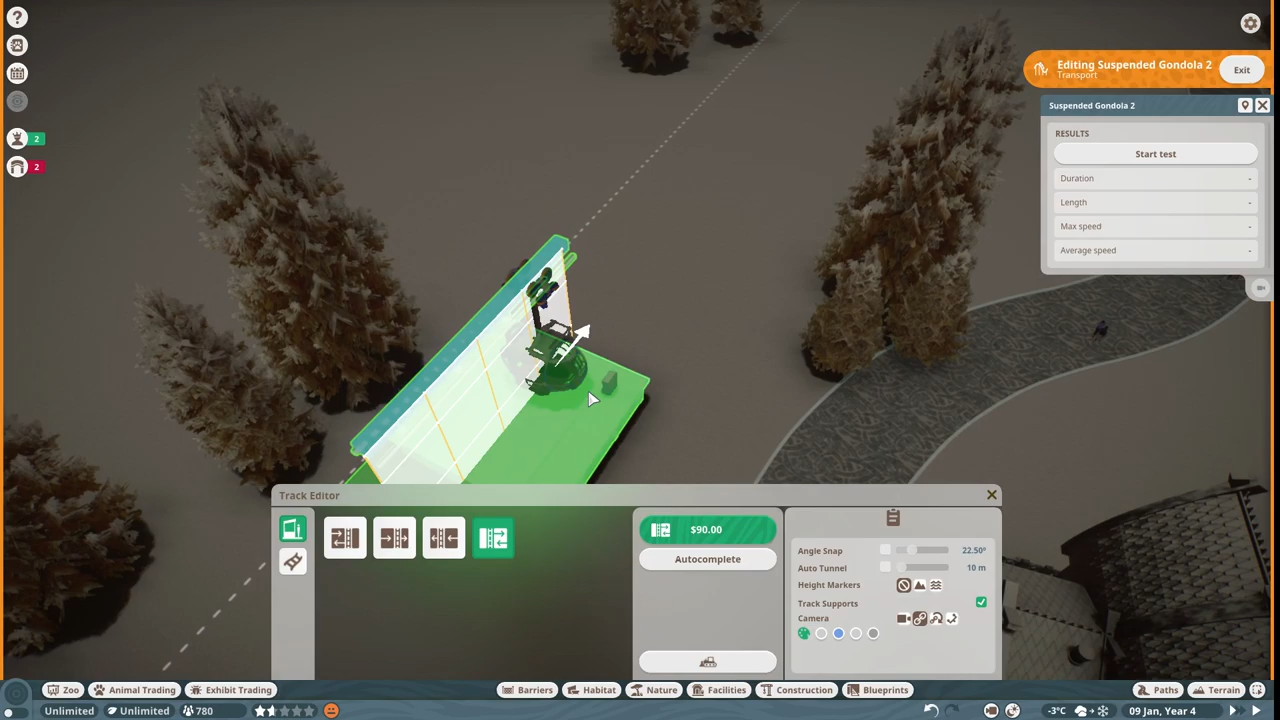 Editing Suspended Gondola 2
Transport
Exit
2
2
Suspended Gondola 2
RESULTS
Start test
Duration -
Length -
Max speed -
Average speed -
Track Editor
$90.00
Autocomplete
Angle Snap 22.50°
Auto Tunnel 10 m
Height Markers
Track Supports
Camera
Zoo Animal Trading Exhibit Trading Barriers Habitat Nature Facilities Construction Blueprints Paths Terrain
Unlimited Unlimited 780 -3°C 09 Jan, Year 4